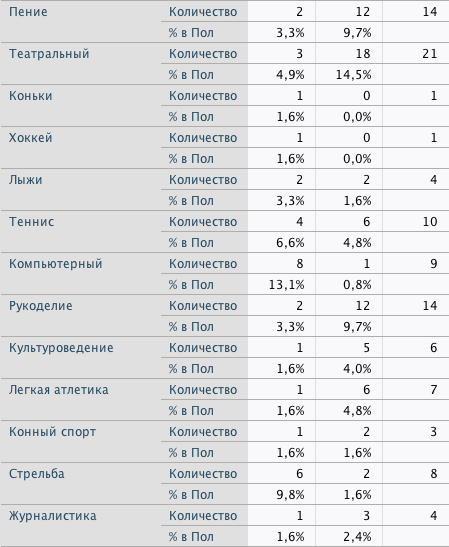 Пение Количество 2 12 14
% в Пол 3,3% 9,7%
Театральный Количество 3 18 21
% в Пол 4,9% 14,5%
Коньки Количество 1 0 1
% в Пол 1,6% 0,0%
Хоккей Количество 1 0 1
% в Пол 1,6% 0,0%
Лыжи Количество 2 2 4
% в Пол 3,3% 1,6%
Теннис Количество 4 6 10
% в Пол 6,6% 4,8%
Компьютерный Количество 8 1 9
% в Пол 13,1% 0,8%
Рукоделие Количество 2 12 14
% в Пол 3,3% 9,7%
Культуроведение Количество 1 5 6
% в Пол 1,6% 4,0%
Легкая атлетика Количество 1 6 7
% в Пол 1,6% 4,8%
Конный спорт Количество 1 2 3
% в Пол 1,6% 1,6%
Стрельба Количество 6 2 8
% в Пол 9,8% 1,6%
Журналистика Количество 1 3 4
% в Пол 1,6% 2,4%